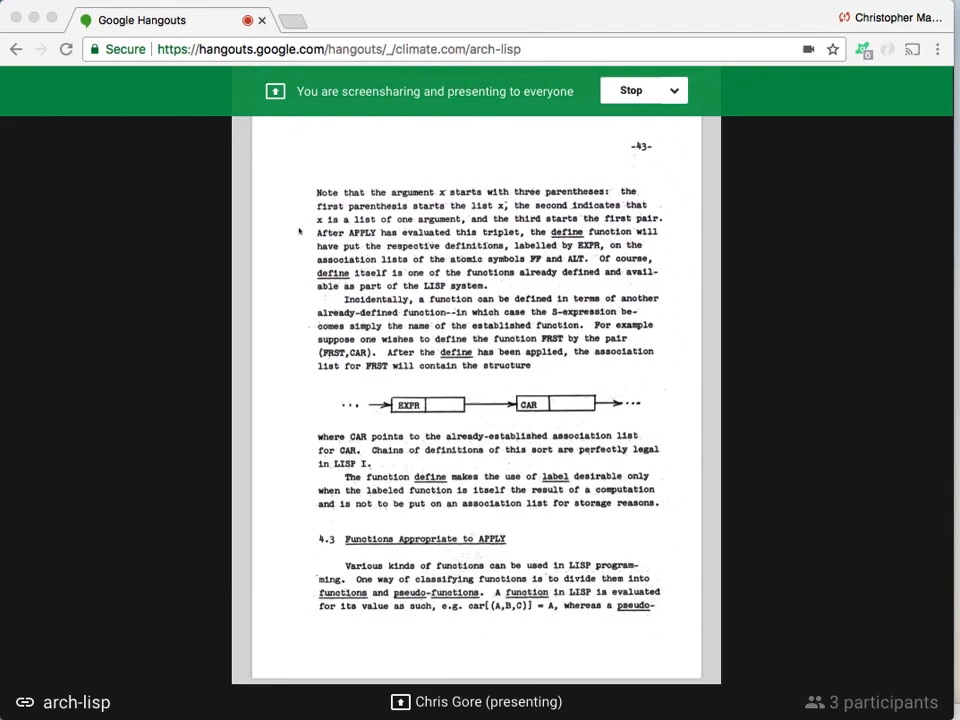 Google Hangouts
Christopher Ma...
Secure
https://hangouts.google.com/hangouts/_/climate.com/arch-lisp
0
You are screensharing and presenting to everyone
Stop
-43-
Note that the argument x starts with three parentheses: the
first parenthesis starts the list x; the second indicates that
x is a list of one argument, and the third starts the first pair.
After APPLY has evaluated this triplet, the define function will
have put the respective definitions, labelled by EXPR, on the
association lists of the atomic symbols FF and ALT. Of course,
define itself is one of the functions already defined and avail-
able as part of the LISP system.
Incidentally, a function can be defined in terms of another
already-defined function--in which case the S-expression be-
comes simply the name of the established function. For example
suppose one wishes to define the function FRST by the pair
(FRST,CAR). After the define has been applied, the association
list for FRST will contain the structure
... EXPR CAR ...
where CAR points to the already-established association list
for CAR. Chains of definitions of this sort are perfectly legal
in LISP I.
The function define makes the use of label desirable only
when the labeled function is itself the result of a computation
and is not to be put on an association list for storage reasons.
4.3 Functions Appropriate to APPLY
Various kinds of functions can be used in LISP program-
ming. One way of classifying functions is to divide them into
functions and pseudo-functions. A function in LISP is evaluated
for its value as such, e.g. car[(A,B,C)] = A, whereas a pseudo-
arch-lisp
Chris Gore (presenting)
3 participants